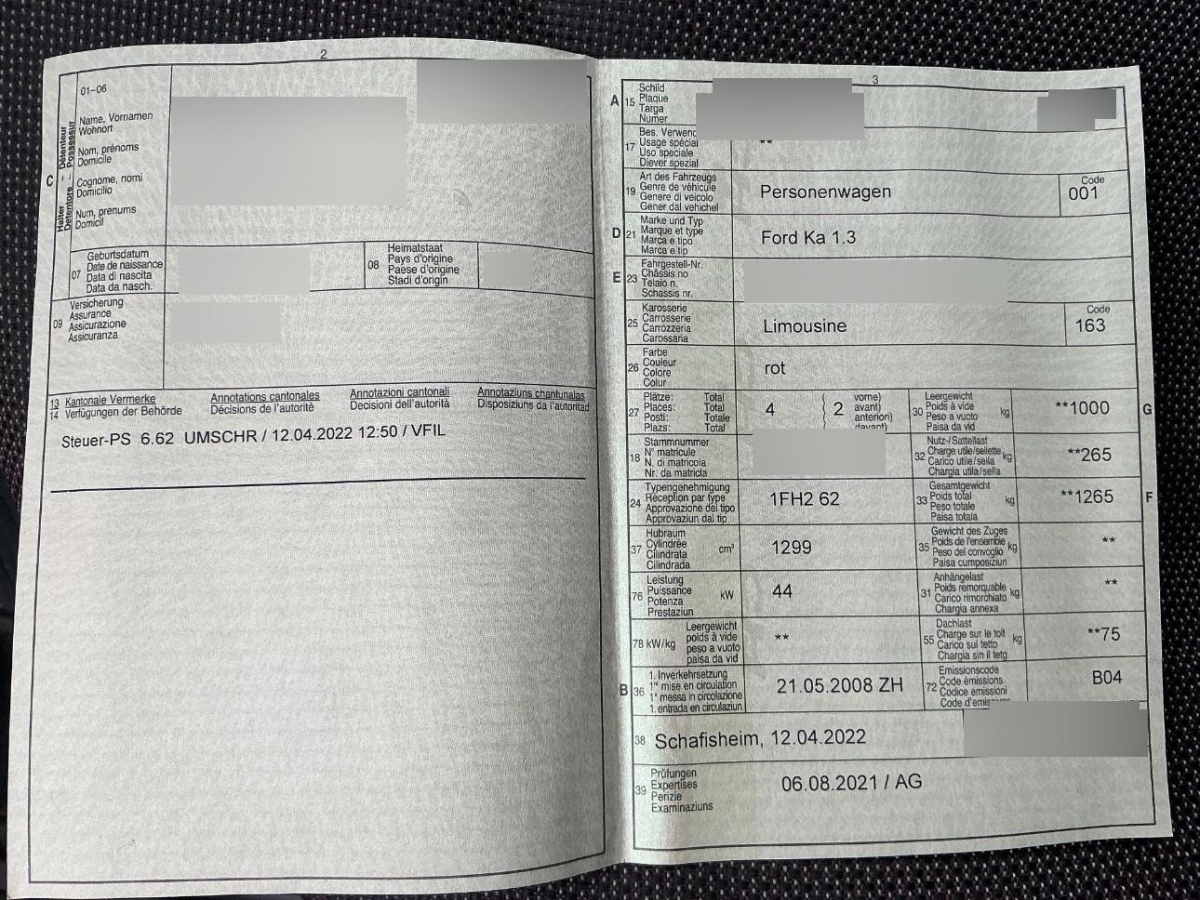 2
01–06
Name, Vornamen
Wohnort
Nom, prénoms
Domicile
Cognome, nomi
Domicilio
Num, prenums
Domicil
C
Halter – Détenteur
Detentore – Possessur
07
Geburtsdatum
Date de naissance
Data di nascita
Data da nasch.
08
Heimatstaat
Pays d'origine
Paese d'origine
Stadi d'origin
09
Versicherung
Assurance
Assicurazione
Assicuranza
13 Kantonale Vermerke Annotations cantonales Annotazioni cantonali Annotaziuns chantunalas
14 Verfügungen der Behörde Décisions de l'autorité Decisioni dell'autorità Disposiziuns da l'autoritad
Steuer-PS 6.62 UMSCHR / 12.04.2022 12:50 / VFIL
3
A 15
Schild
Plaque
Targa
Numer
17
Bes. Verwend
Usage spécial
Uso speciale
Diever spezial
**
19
Art des Fahrzeugs
Genre de véhicule
Genere di veicolo
Gener dal vehichel
Personenwagen
Code
001
D 21
Marke und Typ
Marque et type
Marca e tipo
Marca e tip
Ford Ka 1.3
E 23
Fahrgestell-Nr.
Châssis no
Telaio n.
Schassis nr.
25
Karosserie
Carrosserie
Carrozzeria
Carossaria
Limousine
Code
163
26
Farbe
Couleur
Colore
Colur
rot
27
Plätze: Total
Places: Total
Posti: Totale
Plazs: Total
4
2
vorne)
avant)
anteriori)
davant)
30
Leergewicht
Poids à vide
Peso a vuoto
Paisa da vid
kg
**1000
G
18
Stammnummer
N° matricule
N. di matricola
Nr. da matricla
32
Nutz-/Sattellast
Charge utile/sellette
Carico utile/sella
Chargia utila/sella
kg
**265
24
Typengenehmigung
Réception par type
Approvazione del tipo
Approvaziun dal tip
1FH2 62
33
Gesamtgewicht
Poids total
Peso totale
Paisa totala
kg
**1265
F
37
Hubraum
Cylindrée
Cilindrata
Cilindrada
cm³
1299
35
Gewicht des Zuges
Poids de l'ensemble
Peso del convoglio
Paisa cumposiziun
kg
**
76
Leistung
Puissance
Potenza
Prestaziun
kW
44
31
Anhängelast
Poids remorquable
Carico rimorchiato
Chargia annexa
kg
**
78 kW/kg
Leergewicht
poids à vide
peso a vuoto
paisa da vid
**
55
Dachlast
Charge sur le toit
Carico sul tetto
Chargia sin il tetg
kg
**75
B 36
1. Inverkehrsetzung
1re mise en circulation
1a messa in circolazione
1. entrada en circulaziun
21.05.2008 ZH
72
Emissionscode
Code émissions
Codice emissioni
Code d'emiss
B04
38
Schafisheim, 12.04.2022
39
Prüfungen
Expertises
Perizie
Examinaziuns
06.08.2021 / AG